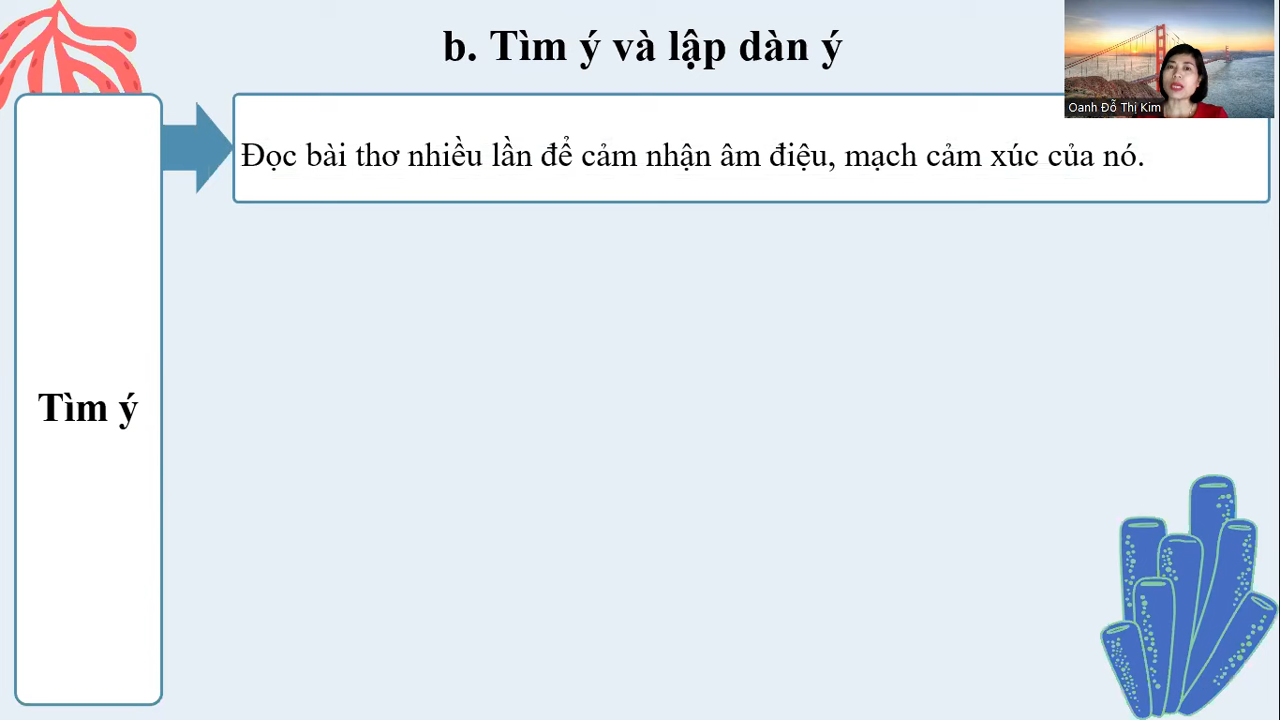 b. Tìm ý và lập dàn ý
Oanh Đỗ Thị Kim
Đọc bài thơ nhiều lần để cảm nhận âm điệu, mạch cảm xúc của nó.
Tìm ý